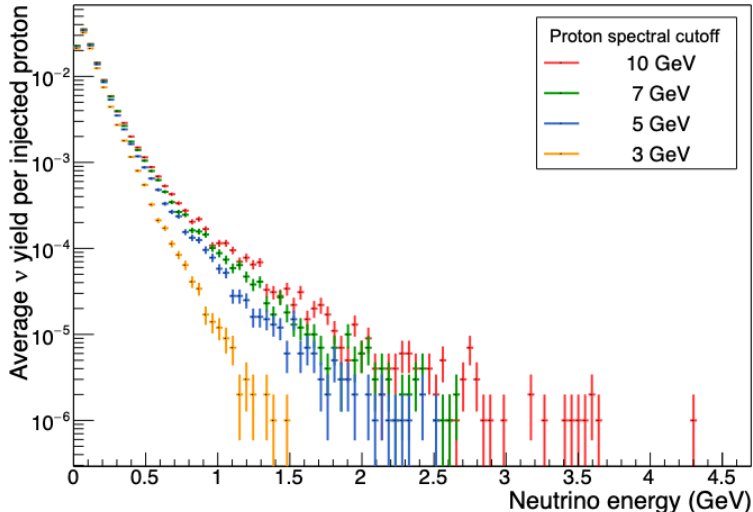 Average ν yield per injected proton
10⁻²
10⁻³
10⁻⁴
10⁻⁵
10⁻⁶
Proton spectral cutoff
10 GeV
7 GeV
5 GeV
3 GeV
0 0.5 1 1.5 2 2.5 3 3.5 4 4.5
Neutrino energy (GeV)